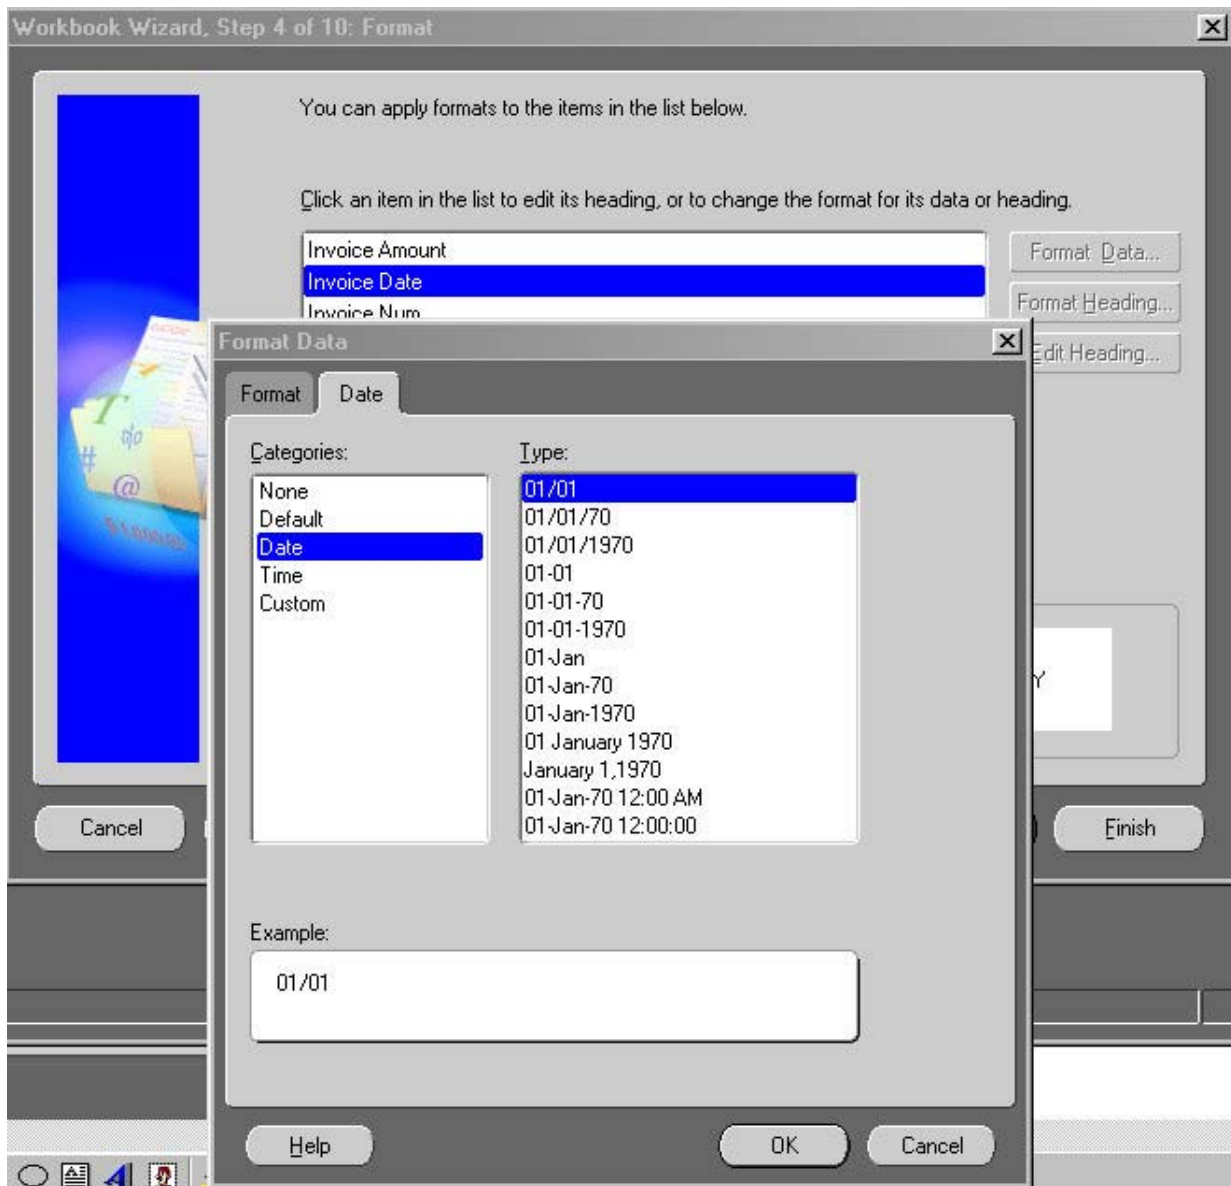 Workbook Wizard, Step 4 of 10: Format
You can apply formats to the items in the list below.
Click an item in the list to edit its heading, or to change the format for its data or heading.
Invoice Amount
Invoice Date
Invoice Num
Format Data...
Format Heading...
Edit Heading...
Format Data
Format
Date
Categories:
None
Default
Date
Time
Custom
Type:
01/01
01/01/70
01/01/1970
01-01
01-01-70
01-01-1970
01-Jan
01-Jan-70
01-Jan-1970
01 January 1970
January 1,1970
01-Jan-70 12:00 AM
01-Jan-70 12:00:00
Y
Example:
01/01
Help
OK
Cancel
Cancel
Finish
T
#
@
A